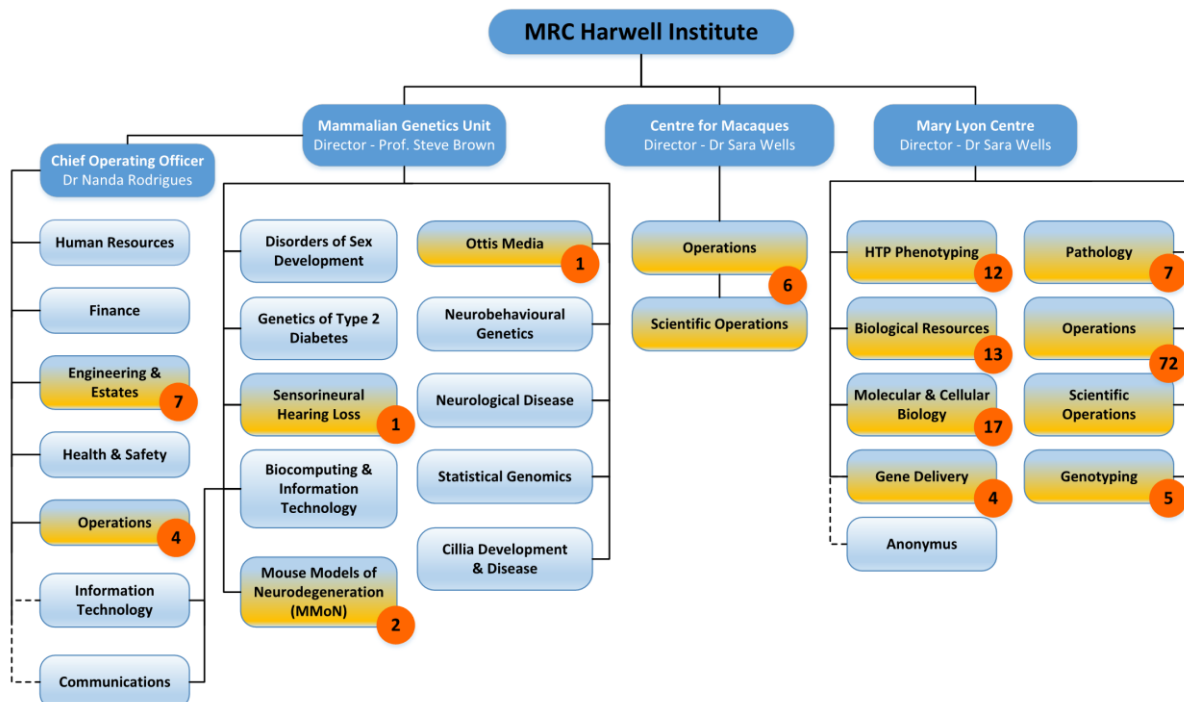 MRC Harwell Institute
Mammalian Genetics Unit
Director - Prof. Steve Brown
Centre for Macaques
Director - Dr Sara Wells
Mary Lyon Centre
Director - Dr Sara Wells
Chief Operating Officer
Dr Nanda Rodrigues
Human Resources
Finance
Engineering &
Estates
7
Health & Safety
Operations
4
Information
Technology
Communications
Disorders of Sex
Development
Genetics of Type 2
Diabetes
Sensorineural
Hearing Loss
1
Biocomputing &
Information
Technology
Mouse Models of
Neurodegeneration
(MMoN)
2
Ottis Media
1
Neurobehavioural
Genetics
Neurological Disease
Statistical Genomics
Cillia Development
& Disease
Operations
6
Scientific Operations
HTP Phenotyping
12
Biological Resources
13
Molecular & Cellular
Biology
17
Gene Delivery
4
Anonymus
Pathology
7
Operations
72
Scientific
Operations
Genotyping
5